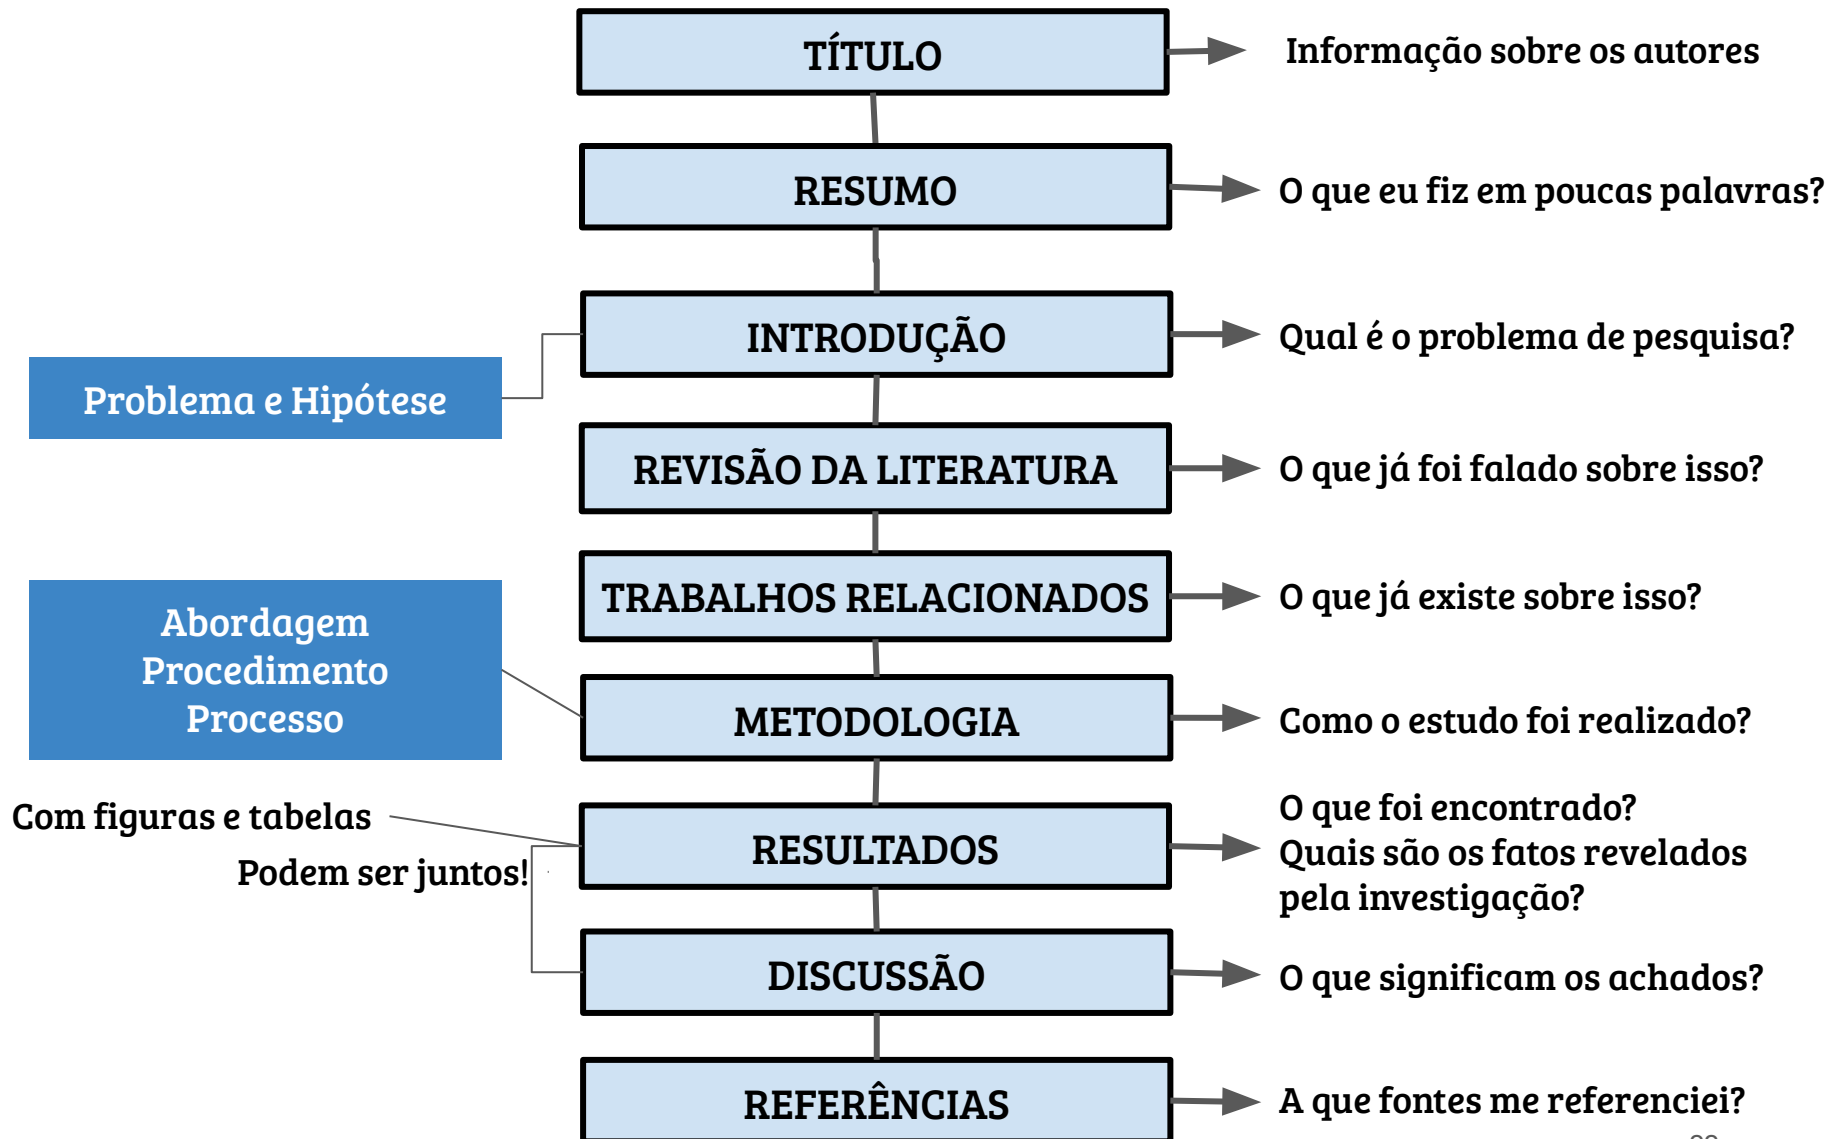 TÍTULO
Informação sobre os autores
RESUMO
O que eu fiz em poucas palavras?
INTRODUÇÃO
Qual é o problema de pesquisa?
Problema e Hipótese
REVISÃO DA LITERATURA
O que já foi falado sobre isso?
TRABALHOS RELACIONADOS
O que já existe sobre isso?
Abordagem
Procedimento
Processo
METODOLOGIA
Como o estudo foi realizado?
Com figuras e tabelas
Podem ser juntos!
RESULTADOS
O que foi encontrado?
Quais são os fatos revelados
pela investigação?
DISCUSSÃO
O que significam os achados?
REFERÊNCIAS
A que fontes me referenciei?